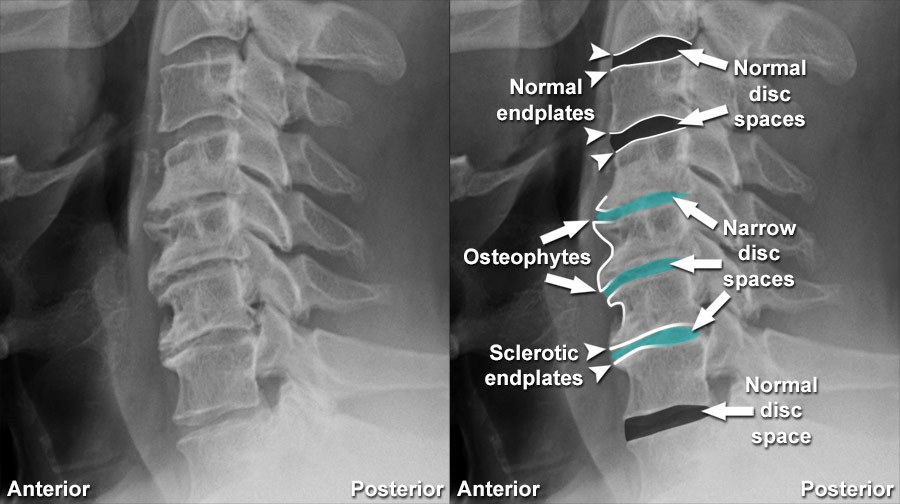 Normal
endplates
Normal
disc
spaces
Osteophytes
Narrow
disc
spaces
Sclerotic
endplates
Normal
disc
space
Anterior
Posterior
Anterior
Posterior